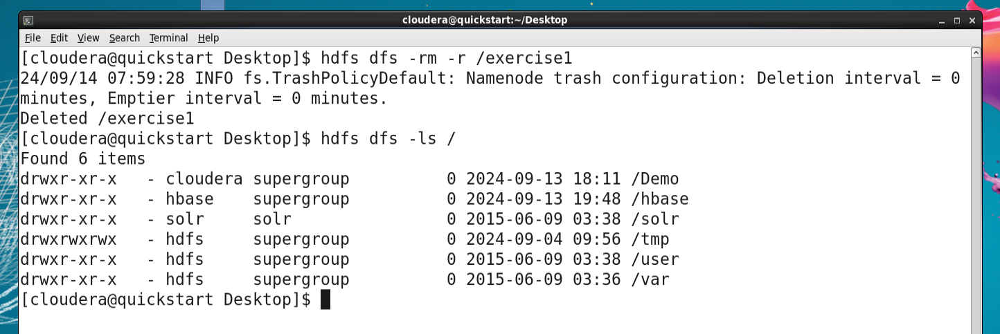 cloudera@quickstart:~/Desktop
File Edit View Search Terminal Help
[cloudera@quickstart Desktop]$ hdfs dfs -rm -r /exercise1
24/09/14 07:59:28 INFO fs.TrashPolicyDefault: Namenode trash configuration: Deletion interval = 0
minutes, Emptier interval = 0 minutes.
Deleted /exercise1
[cloudera@quickstart Desktop]$ hdfs dfs -ls /
Found 6 items
drwxr-xr-x   - cloudera supergroup          0 2024-09-13 18:11 /Demo
drwxr-xr-x   - hbase    supergroup          0 2024-09-13 19:48 /hbase
drwxr-xr-x   - solr     solr                0 2015-06-09 03:38 /solr
drwxrwxrwx   - hdfs     supergroup          0 2024-09-04 09:56 /tmp
drwxr-xr-x   - hdfs     supergroup          0 2015-06-09 03:38 /user
drwxr-xr-x   - hdfs     supergroup          0 2015-06-09 03:36 /var
[cloudera@quickstart Desktop]$